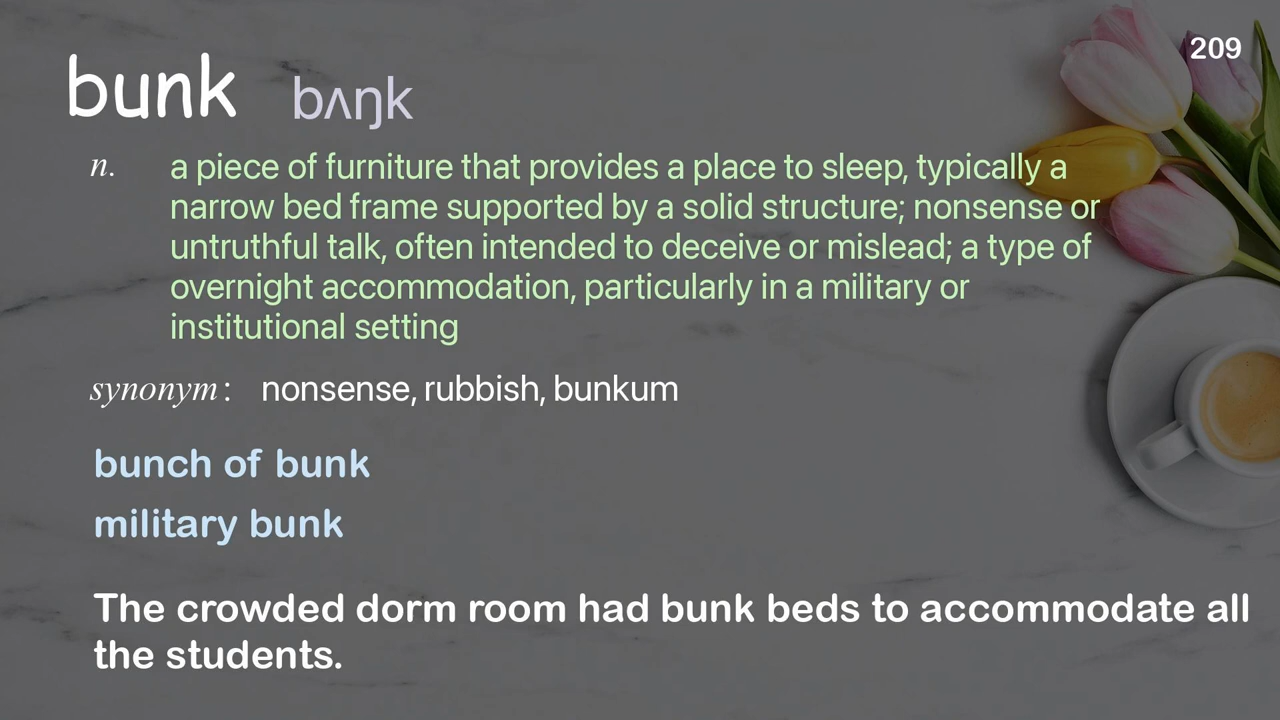 209
bunk bʌŋk
n. a piece of furniture that provides a place to sleep, typically a
narrow bed frame supported by a solid structure; nonsense or
untruthful talk, often intended to deceive or mislead; a type of
overnight accommodation, particularly in a military or
institutional setting
synonym: nonsense, rubbish, bunkum
bunch of bunk
military bunk
The crowded dorm room had bunk beds to accommodate all
the students.